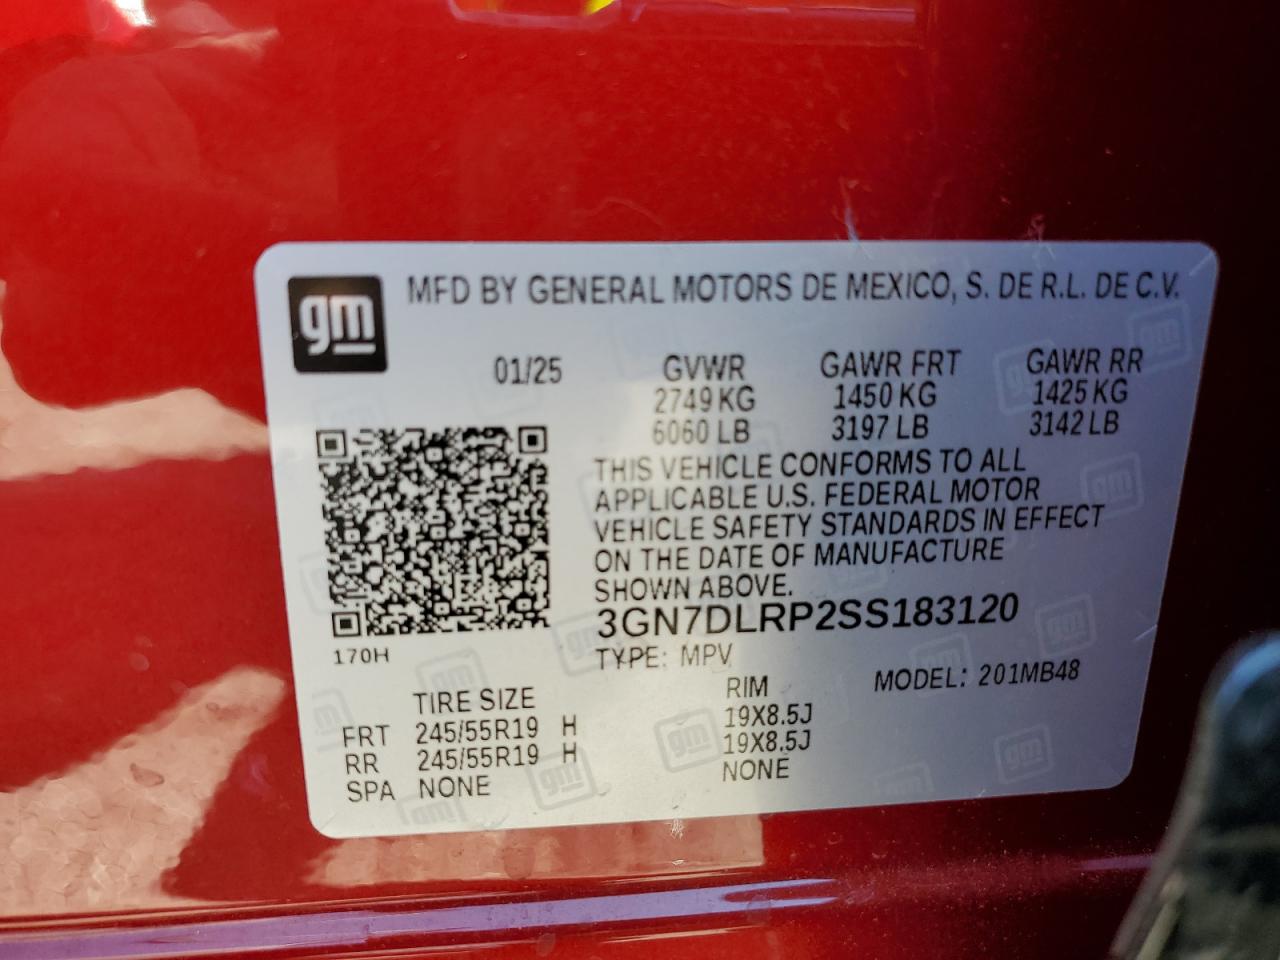 gm
MFD BY GENERAL MOTORS DE MEXICO, S. DE R.L. DE C.V.
01/25 GVWR GAWR FRT GAWR RR
2749 KG 1450 KG 1425 KG
6060 LB 3197 LB 3142 LB
THIS VEHICLE CONFORMS TO ALL
APPLICABLE U.S. FEDERAL MOTOR
VEHICLE SAFETY STANDARDS IN EFFECT
ON THE DATE OF MANUFACTURE
SHOWN ABOVE.
3GN7DLRP2SS183120
170H
TYPE: MPV
MODEL: 201MB48
TIRE SIZE RIM
FRT 245/55R19 H 19X8.5J
RR 245/55R19 H 19X8.5J
SPA NONE NONE